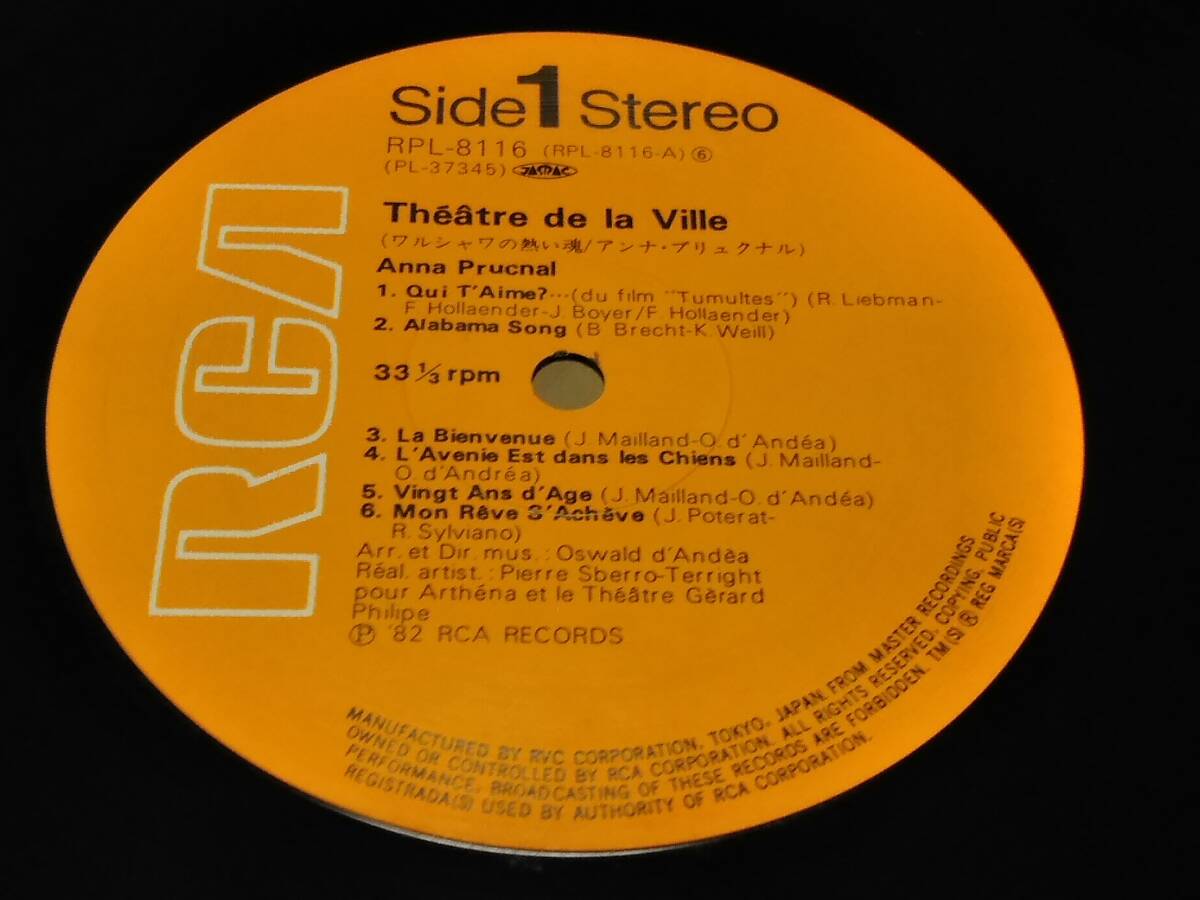 Side 1 Stereo
RPL-8116 (RPL-8116-A) ⑥
(PL-37345) JASRAC
Théâtre de la Ville
(ワルシャワの熱い魂/アンナ・プリュクナル)
Anna Prucnal
1. Qui T'Aime?…(du film "Tumultes") (R. Liebman-
F. Hollaender-J. Boyer/F. Hollaender)
2. Alabama Song (B. Brecht-K. Weill)
33 1/3 rpm
3. La Bienvenue (J. Mailland-O. d'Andéa)
4. L'Avenie Est dans les Chiens (J. Mailland-
O. d'Andréa)
5. Vingt Ans d'Age (J. Mailland-O. d'Andéa)
6. Mon Rêve S'Achêve (J. Poterat-
R. Sylviano)
Arr. et Dir. mus. : Oswald d'Andèa
Réal. artist. : Pierre Sberro-Terright
pour Arthéna et le Théâtre Gèrard
Philipe
Ⓟ '82 RCA RECORDS
RCA
MANUFACTURED BY RVC CORPORATION, TOKYO, JAPAN, FROM MASTER RECORDINGS
OWNED OR CONTROLLED BY RCA CORPORATION. ALL RIGHTS RESERVED. COPYING, PUBLIC
PERFORMANCE, BROADCASTING OF THESE RECORDS ARE FORBIDDEN. TM(S) ® REG MARCA(S)
REGISTRADA(S) USED BY AUTHORITY OF RCA CORPORATION.